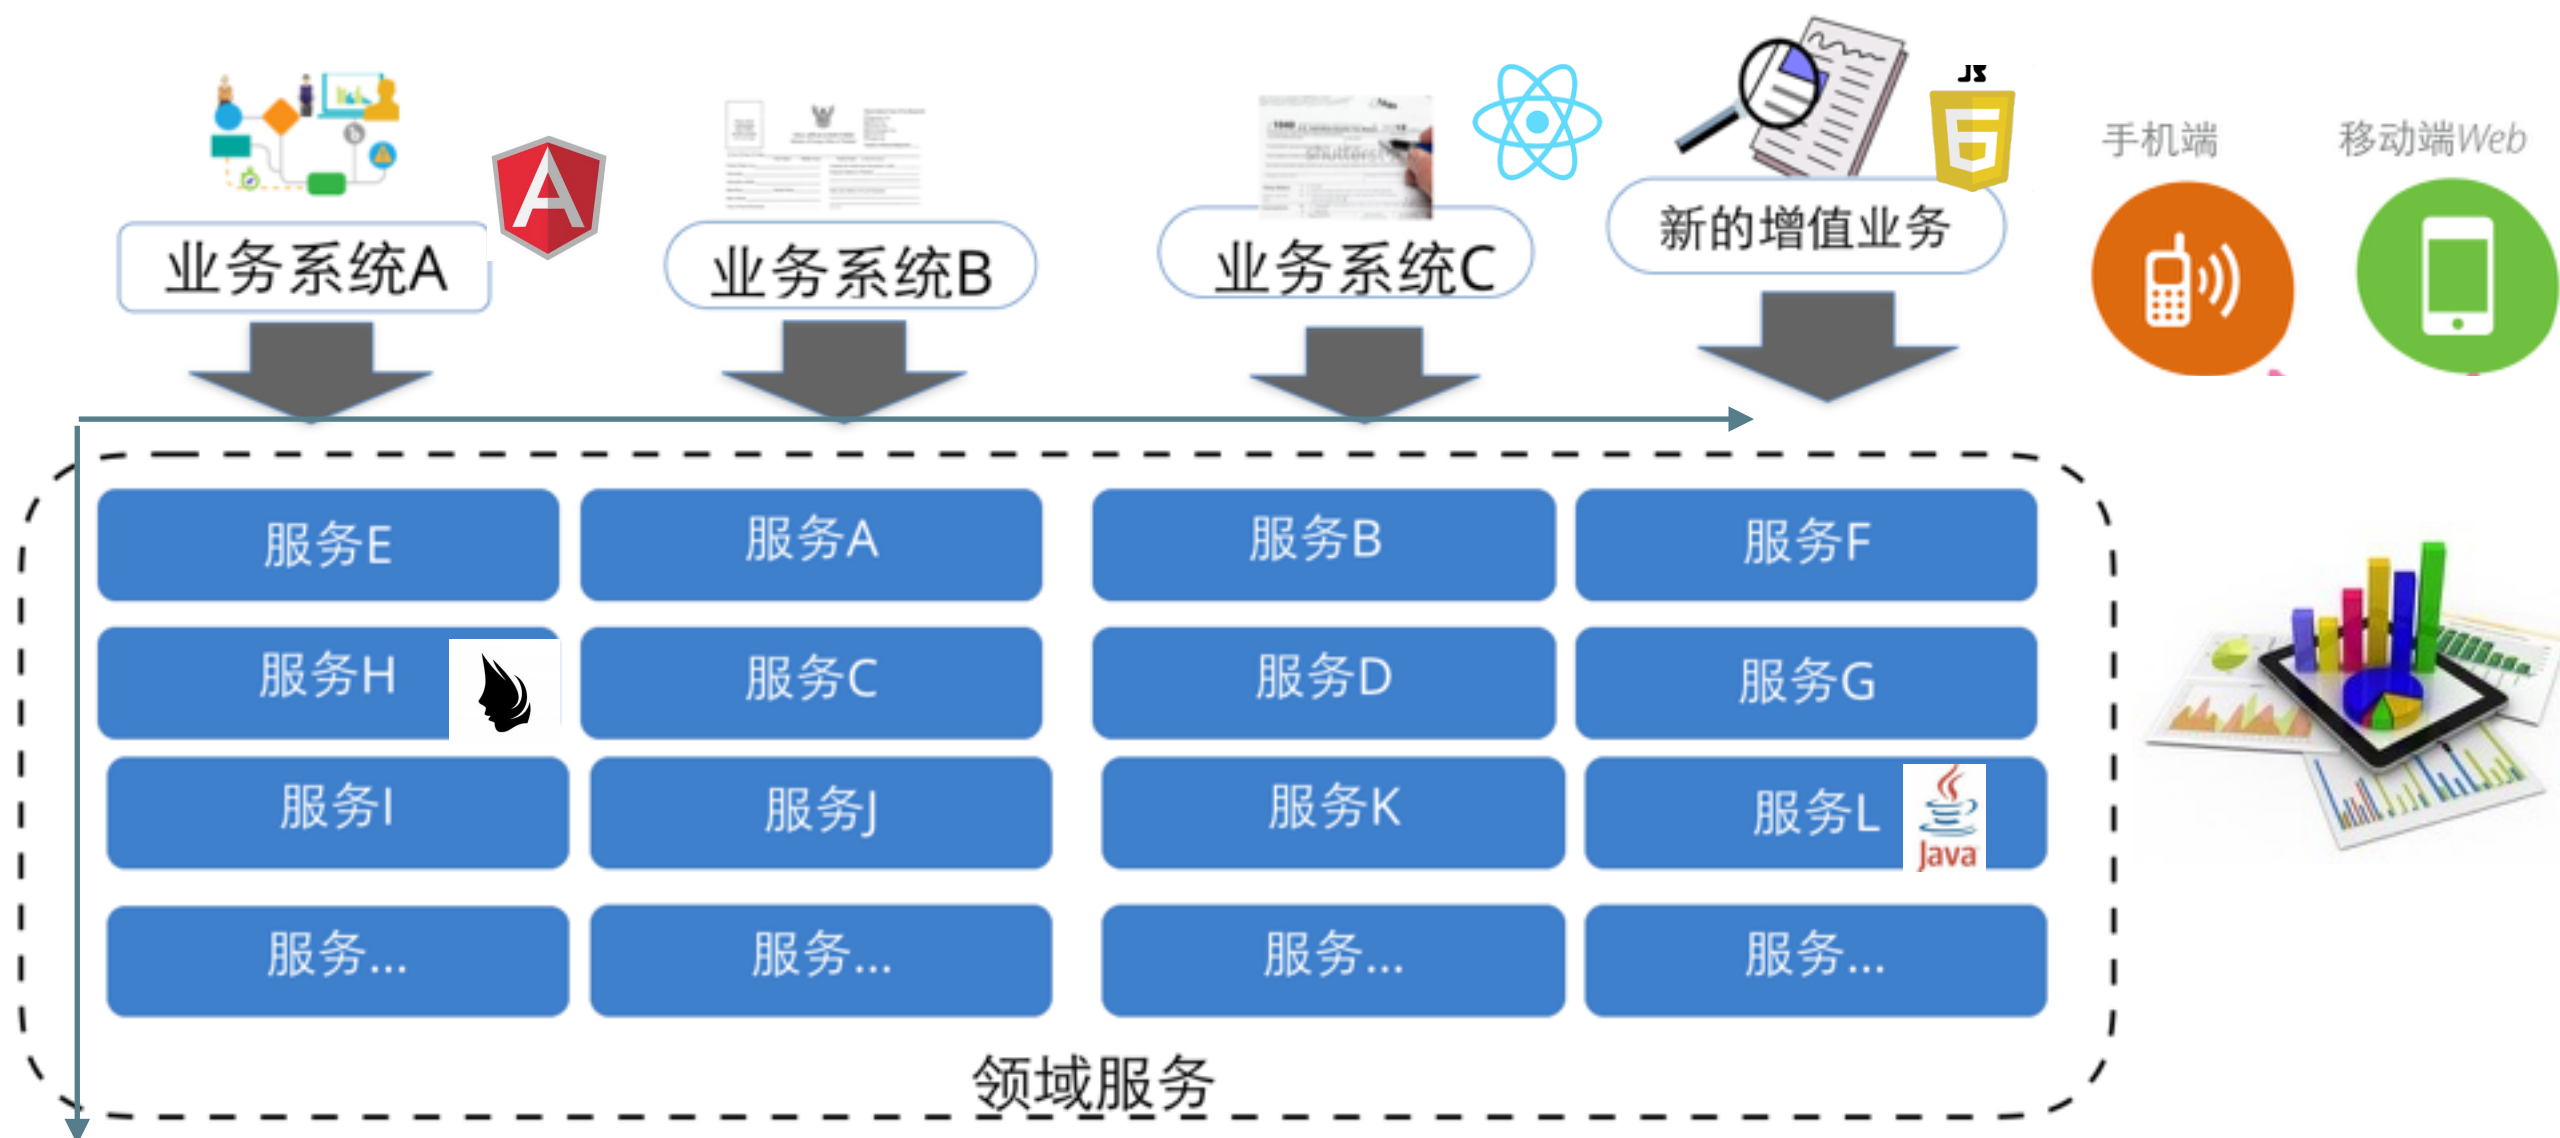 JS
手机端
移动端Web
shutterst
业务系统A
业务系统B
业务系统C
新的增值业务
服务E
服务A
服务B
服务F
服务H
服务C
服务D
服务G
服务I
服务J
服务K
服务L
Java
服务...
服务...
服务...
服务...
领域服务